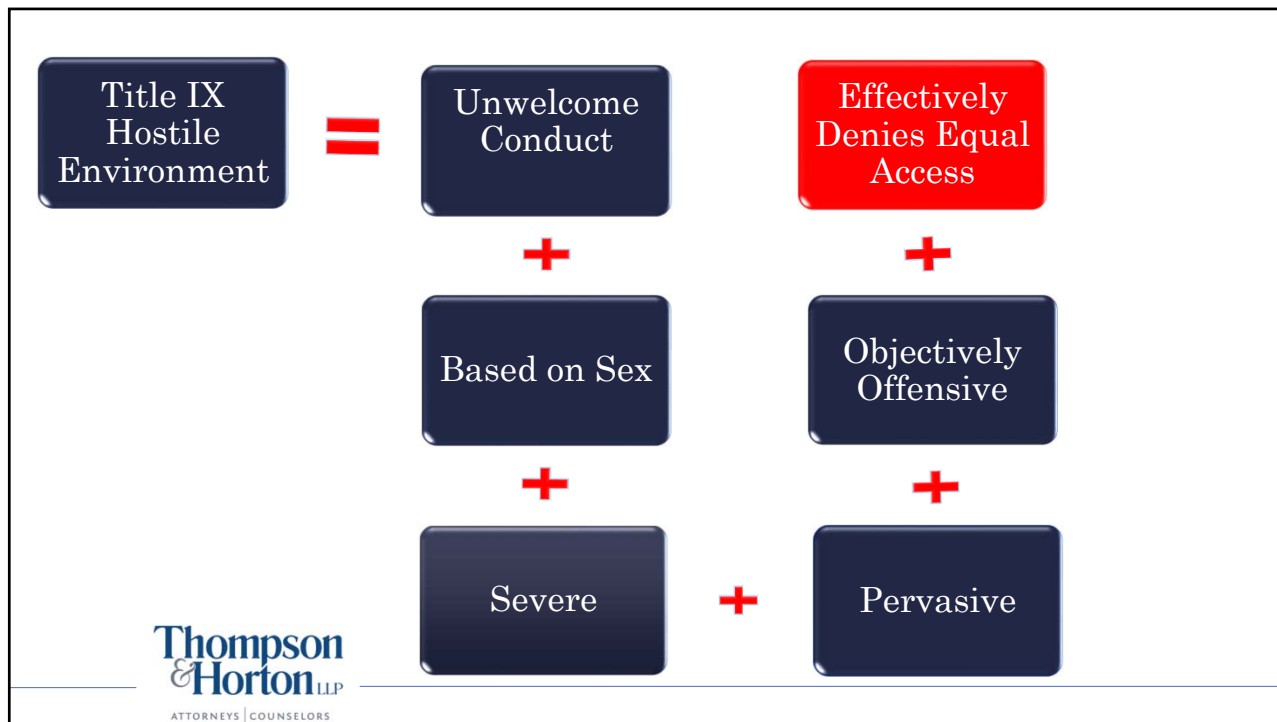 Title IX
Hostile
Environment
=
Unwelcome
Conduct
+
Based on Sex
+
Severe
+
Pervasive
+
Objectively
Offensive
+
Effectively
Denies Equal
Access
Thompson
&Horton LLP
ATTORNEYS | COUNSELORS